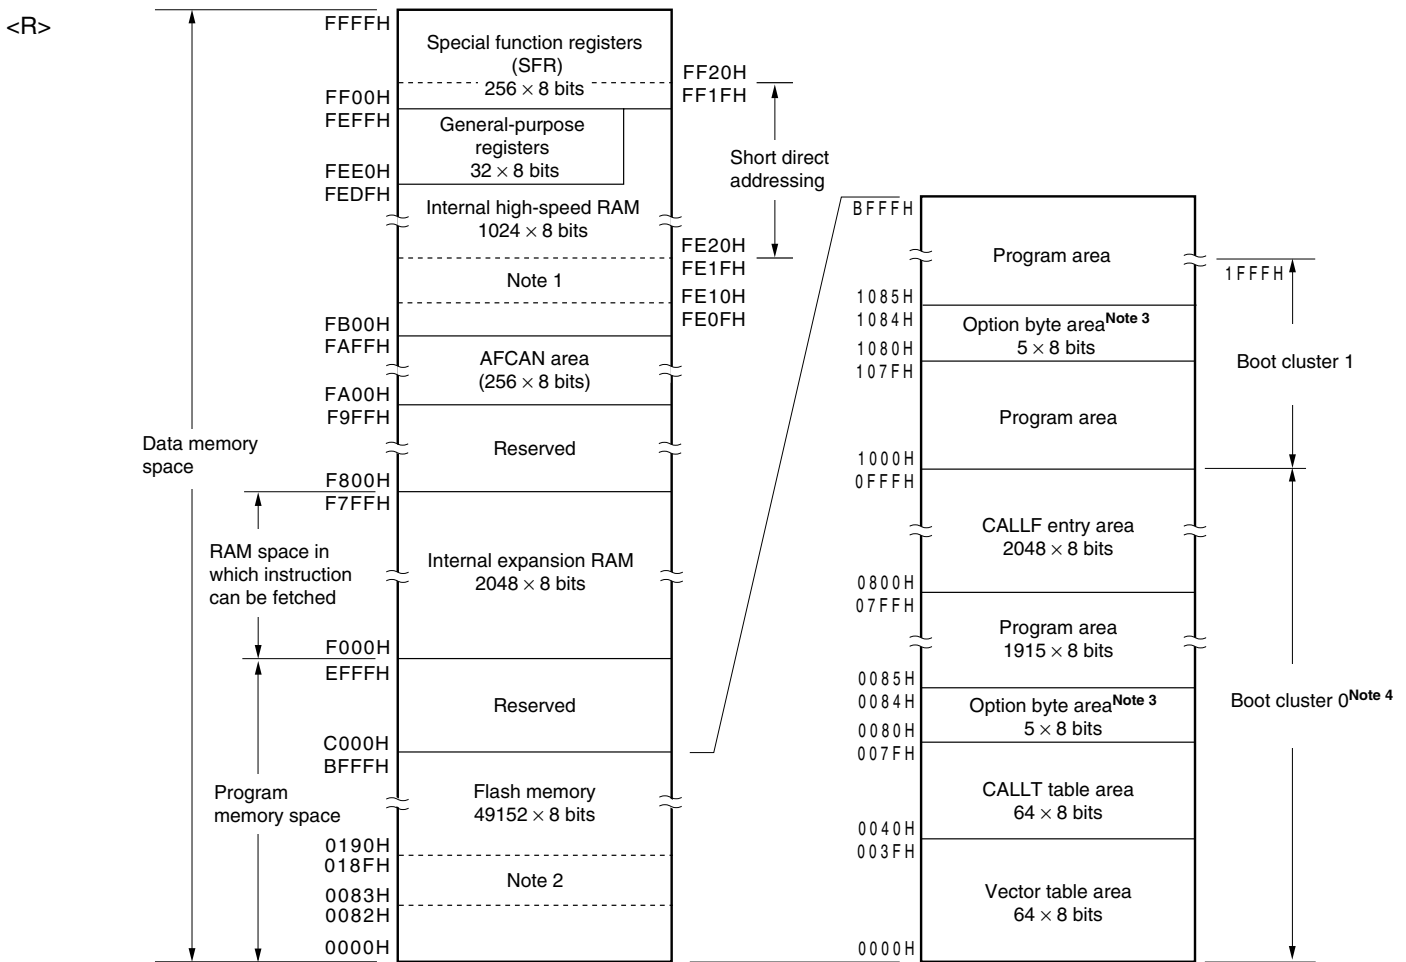 <R>
FFFFH
Special function registers
(SFR)
256 × 8 bits
FF20H
FF1FH
FF00H
FEFFH
General-purpose
registers
32 × 8 bits
Short direct
addressing
FEE0H
FEDFH
Internal high-speed RAM
1024 × 8 bits
FE20H
FE1FH
Note 1
FE10H
FE0FH
FB00H
FAFFH
AFCAN area
(256 × 8 bits)
FA00H
F9FFH
Reserved
Data memory
space
F800H
F7FFH
RAM space in
which instruction
can be fetched
Internal expansion RAM
2048 × 8 bits
F000H
EFFFH
Reserved
C000H
BFFFH
Program
memory space
Flash memory
49152 × 8 bits
0190H
018FH
Note 2
0083H
0082H
0000H
BFFFH
Program area
1FFFH
1085H
1084H
Option byte area Note 3
5 × 8 bits
1080H
107FH
Boot cluster 1
Program area
1000H
0FFFH
CALLF entry area
2048 × 8 bits
0800H
07FFH
Program area
1915 × 8 bits
0085H
0084H
Option byte area Note 3
5 × 8 bits
Boot cluster 0 Note 4
0080H
007FH
CALLT table area
64 × 8 bits
0040H
003FH
Vector table area
64 × 8 bits
0000H